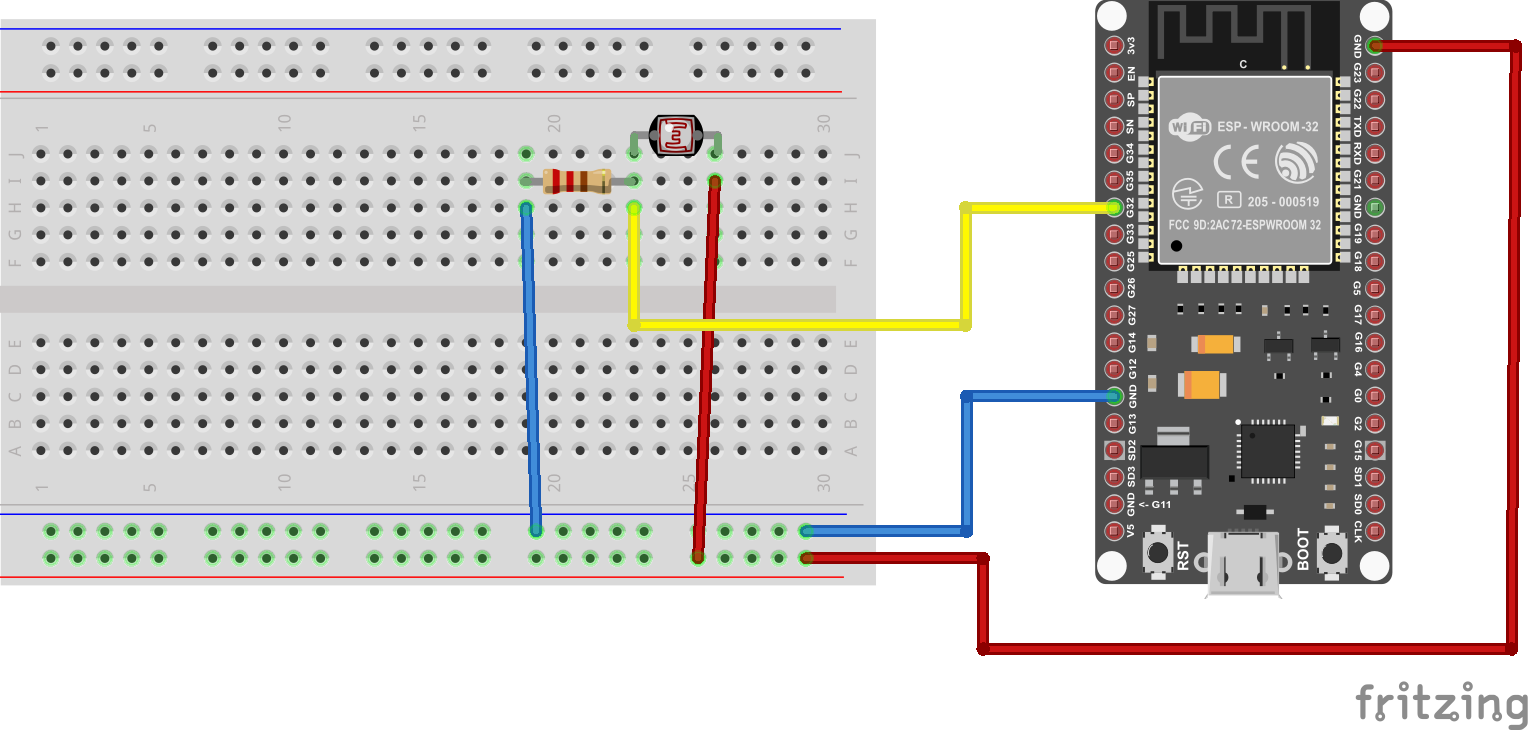 1 5 10 15 20 25 30
J J
I I
H H
G G
F F
E E
D D
C C
B B
A A
1 5 10 15 20 25 30
3v3
EN
SP
SN
G34
G35
G32
G33
G25
G26
G27
G14
G12
GND
G13
SD2
SD3
GND <- G11
V5
C
WiFi ESP-WROOM-32
CE
R 205-000519
FCC 9D:2AC72-ESPWROOM 32
GND
G23
G22
TXD
RXD
G21
GND
G19
G18
G5
G17
G16
G4
G0
G2
G15
SD1
SD0
CLK
RST
BOOT
fritzing